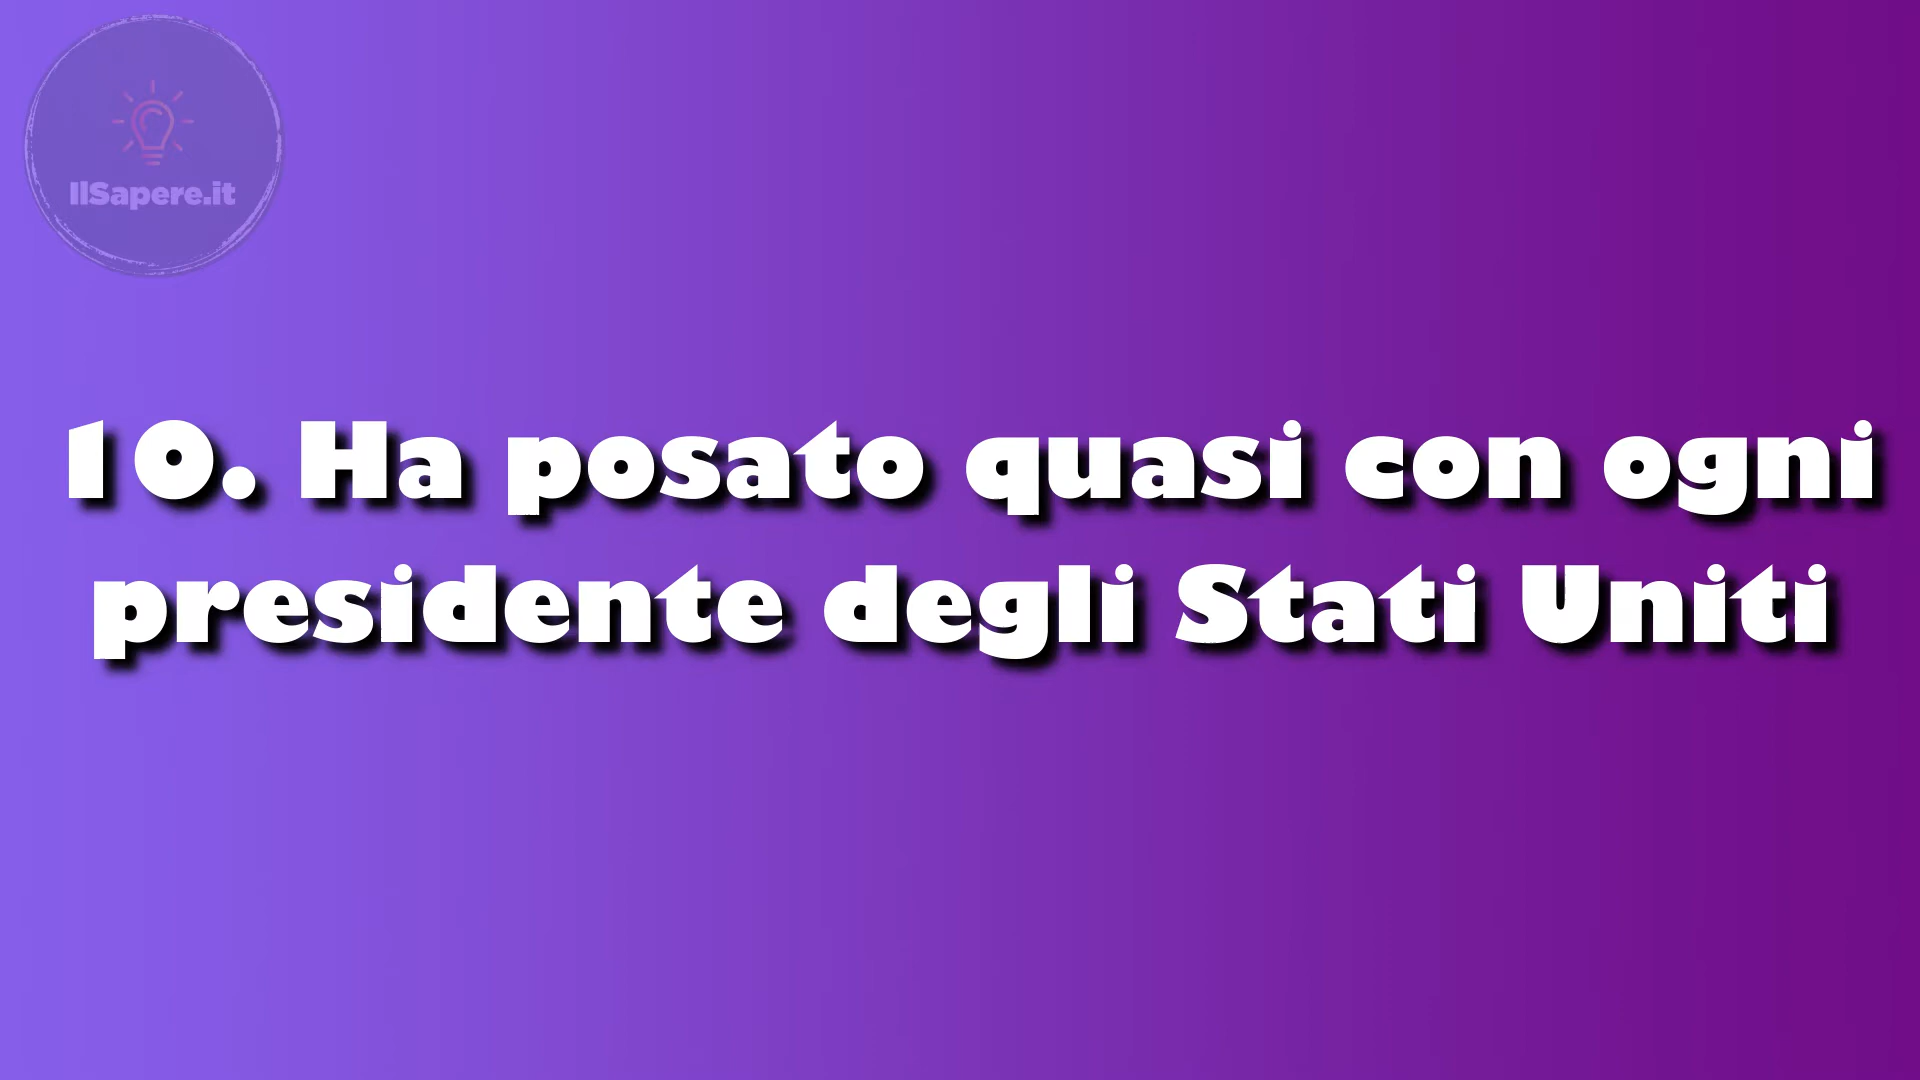 IlSapere.it
10. Ha posato quasi con ogni
presidente degli Stati Uniti